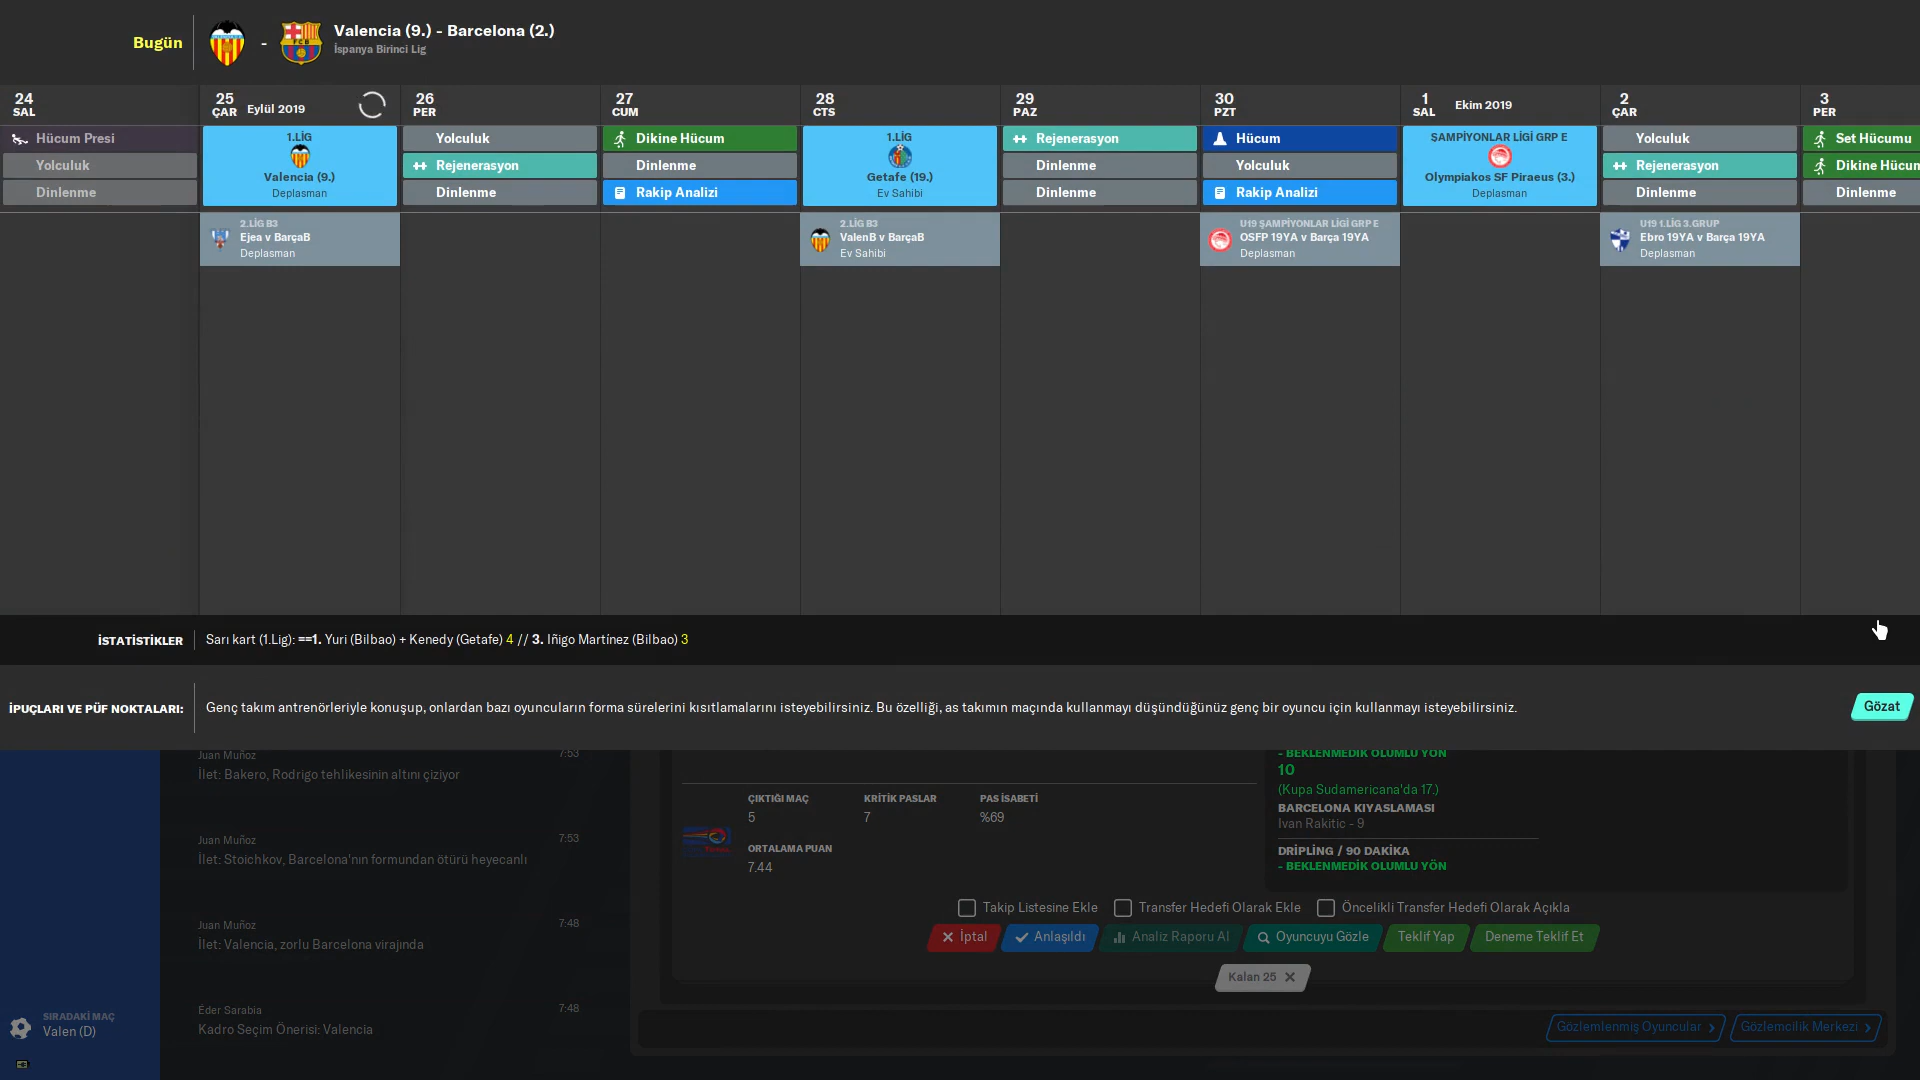 Bugün
-
Valencia (9.) - Barcelona (2.)
İspanya Birinci Lig
24
SAL
25
ÇAR
Eylül 2019
26
PER
27
CUM
28
CTS
29
PAZ
30
PZT
1
SAL
Ekim 2019
2
ÇAR
3
PER
Hücum Presi
Yolculuk
Dinlenme
1.LİG
Valencia (9.)
Deplasman
Yolculuk
Rejenerasyon
Dinlenme
Dikine Hücum
Dinlenme
Rakip Analizi
1.LİG
Getafe (19.)
Ev Sahibi
Rejenerasyon
Dinlenme
Dinlenme
Hücum
Yolculuk
Rakip Analizi
ŞAMPİYONLAR LİGİ GRP E
Olympiakos SF Piraeus (3.)
Deplasman
Yolculuk
Rejenerasyon
Dinlenme
Set Hücumu
Dikine Hücum
Dinlenme
2.LİG B3
Ejea v BarçaB
Deplasman
2.LİG B3
ValenB v BarçaB
Ev Sahibi
U19 ŞAMPİYONLAR LİGİ GRP E
OSFP 19YA v Barça 19YA
Deplasman
U19 1.LİG 3.GRUP
Ebro 19YA v Barça 19YA
Deplasman
İSTATİSTİKLER
Sarı kart (1.Lig): ==1. Yuri (Bilbao) + Kenedy (Getafe) 4 // 3. Iñigo Martínez (Bilbao) 3
İPUÇLARI VE PÜF NOKTALARI:
Genç takım antrenörleriyle konuşup, onlardan bazı oyuncuların forma sürelerini kısıtlamalarını isteyebilirsiniz. Bu özelliği, as takımın maçında kullanmayı düşündüğünüz genç bir oyuncu için kullanmayı isteyebilirsiniz.
Gözat
Juan Muñoz
7:53
İlet: Bakero, Rodrigo tehlikesinin altını çiziyor
Juan Muñoz
7:53
İlet: Stoichkov, Barcelona'nın formundan ötürü heyecanlı
Juan Muñoz
7:48
İlet: Valencia, zorlu Barcelona virajında
Éder Sarabia
7:48
Kadro Seçim Önerisi: Valencia
SIRADAKİ MAÇ
Valen (D)
ÇIKTIĞI MAÇ
5
KRİTİK PASLAR
7
PAS İSABETİ
%69
ORTALAMA PUAN
7.44
- BEKLENMEDİK OLUMLU YÖN
10
(Kupa Sudamericana'da 17.)
BARCELONA KIYASLAMASI
Ivan Rakitic - 9
DRİPLİNG / 90 DAKİKA
- BEKLENMEDİK OLUMLU YÖN
Takip Listesine Ekle
Transfer Hedefi Olarak Ekle
Öncelikli Transfer Hedefi Olarak Açıkla
İptal
Anlaşıldı
Analiz Raporu Al
Oyuncuyu Gözle
Teklif Yap
Deneme Teklif Et
Kalan 25
Gözlemlenmiş Oyuncular
Gözlemcilik Merkezi